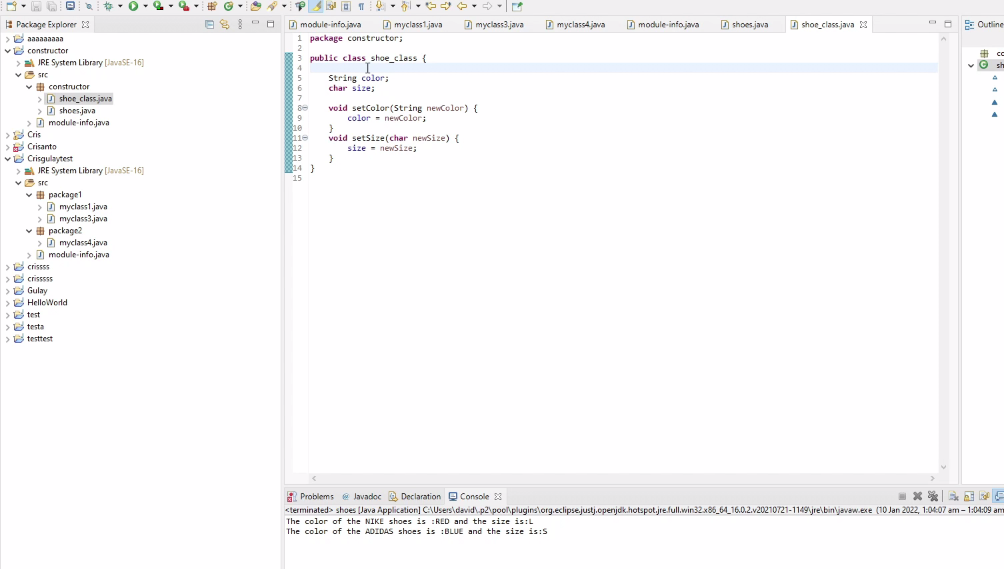 Package Explorer
aaaaaaaaa
constructor
JRE System Library [JavaSE-16]
src
constructor
shoe_class.java
shoes.java
module-info.java
Cris
Crisanto
Crisgulaytest
JRE System Library [JavaSE-16]
src
package1
myclass1.java
myclass3.java
package2
myclass4.java
module-info.java
crissss
crisssss
Gulay
HelloWorld
test
testa
testtest
module-info.java
myclass1.java
myclass3.java
myclass4.java
module-info.java
shoes.java
shoe_class.java
1 package constructor;
2
3 public class shoe_class {
4
5 String color;
6 char size;
7
8 void setColor(String newColor) {
9 color = newColor;
10 }
11 void setSize(char newSize) {
12 size = newSize;
13 }
14 }
15
Outline
co
sh
Problems Javadoc Declaration Console
<terminated> shoes [Java Application] C:\Users\david\.p2\pool\plugins\org.eclipse.justj.openjdk.hotspot.jre.full.win32.x86_64_16.0.2.v20210721-1149\jre\bin\javaw.exe (10 Jan 2022, 1:04:07 am – 1:04:09 am
The color of the NIKE shoes is :RED and the size is:L
The color of the ADIDAS shoes is :BLUE and the size is:S